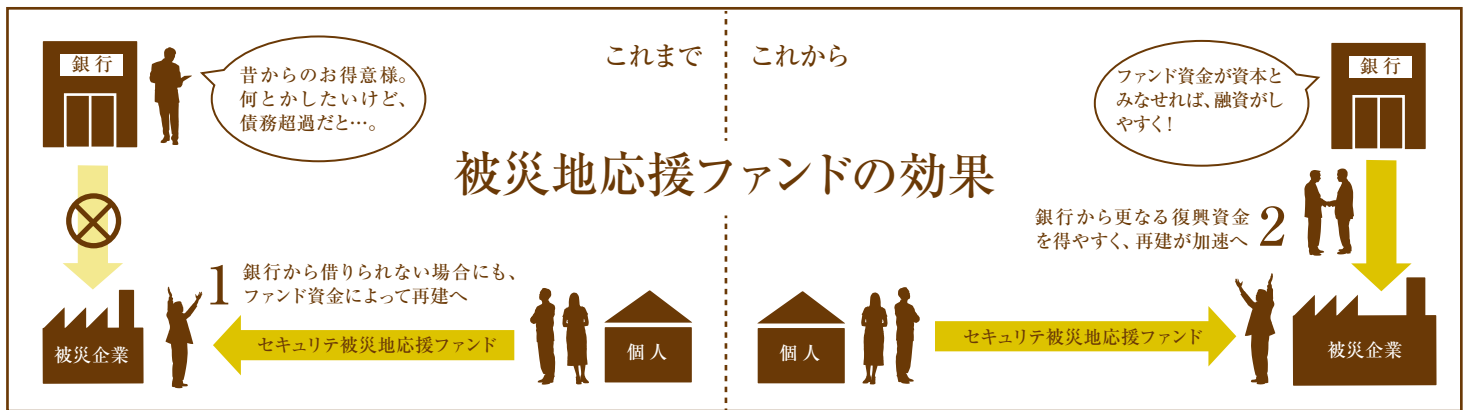 被災地応援ファンドの効果
これまで
銀行
昔からのお得意様。
何とかしたいけど、
債務超過だと…。
1
銀行から借りられない場合にも、
ファンド資金によって再建へ
被災企業
セキュリテ被災地応援ファンド
個人
これから
ファンド資金が資本と
みなせれば、融資がし
やすく！
銀行
銀行から更なる復興資金
を得やすく、再建が加速へ
2
個人
セキュリテ被災地応援ファンド
被災企業